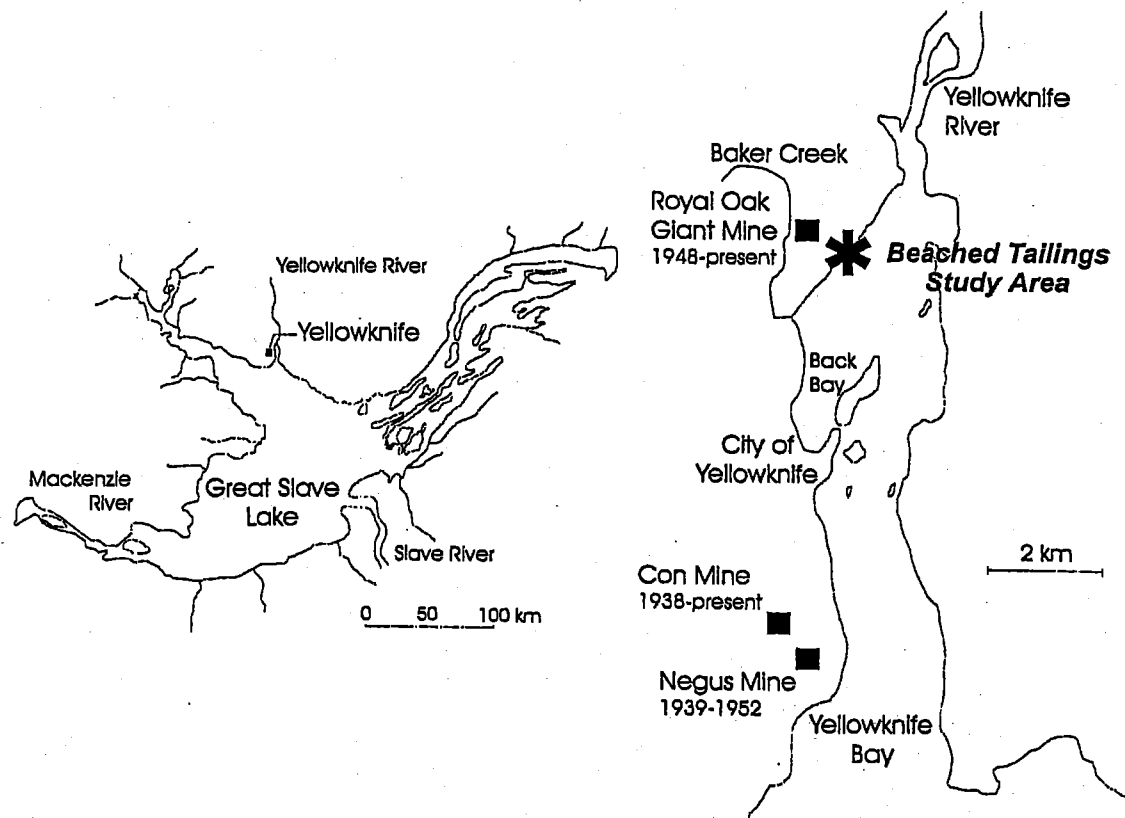 Yellowknife River
Yellowknife
Mackenzie
River
Great Slave
Lake
Slave River
0 50 100 km
Yellowknife
River
Baker Creek
Royal Oak
Giant Mine
1948-present
Beached Tailings
Study Area
Back
Bay
City of
Yellowknife
2 km
Con Mine
1938-present
Negus Mine
1939-1952
Yellowknife
Bay